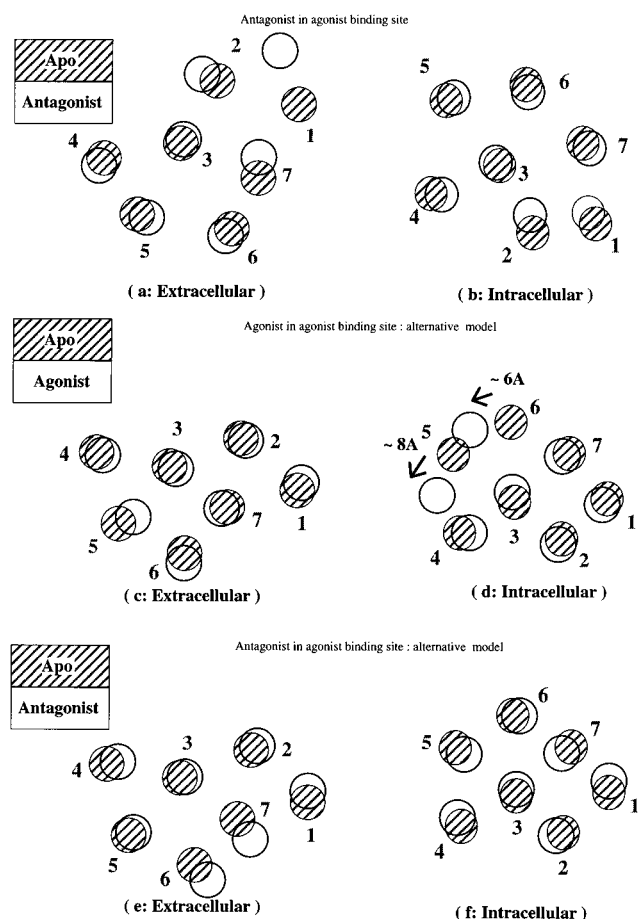 Antagonist in agonist binding site
Apo
Antagonist
2
1
3
4
7
5
6
( a: Extracellular )
5
6
7
3
4
2
1
( b: Intracellular )
Agonist in agonist binding site : alternative model
Apo
Agonist
3
2
4
1
7
5
6
( c: Extracellular )
~ 6A
6
5
~ 8A
7
1
3
4
2
( d: Intracellular )
Antagonist in agonist binding site : alternative model
Apo
Antagonist
3
2
4
7
1
5
6
( e: Extracellular )
6
7
5
1
3
4
2
( f: Intracellular )